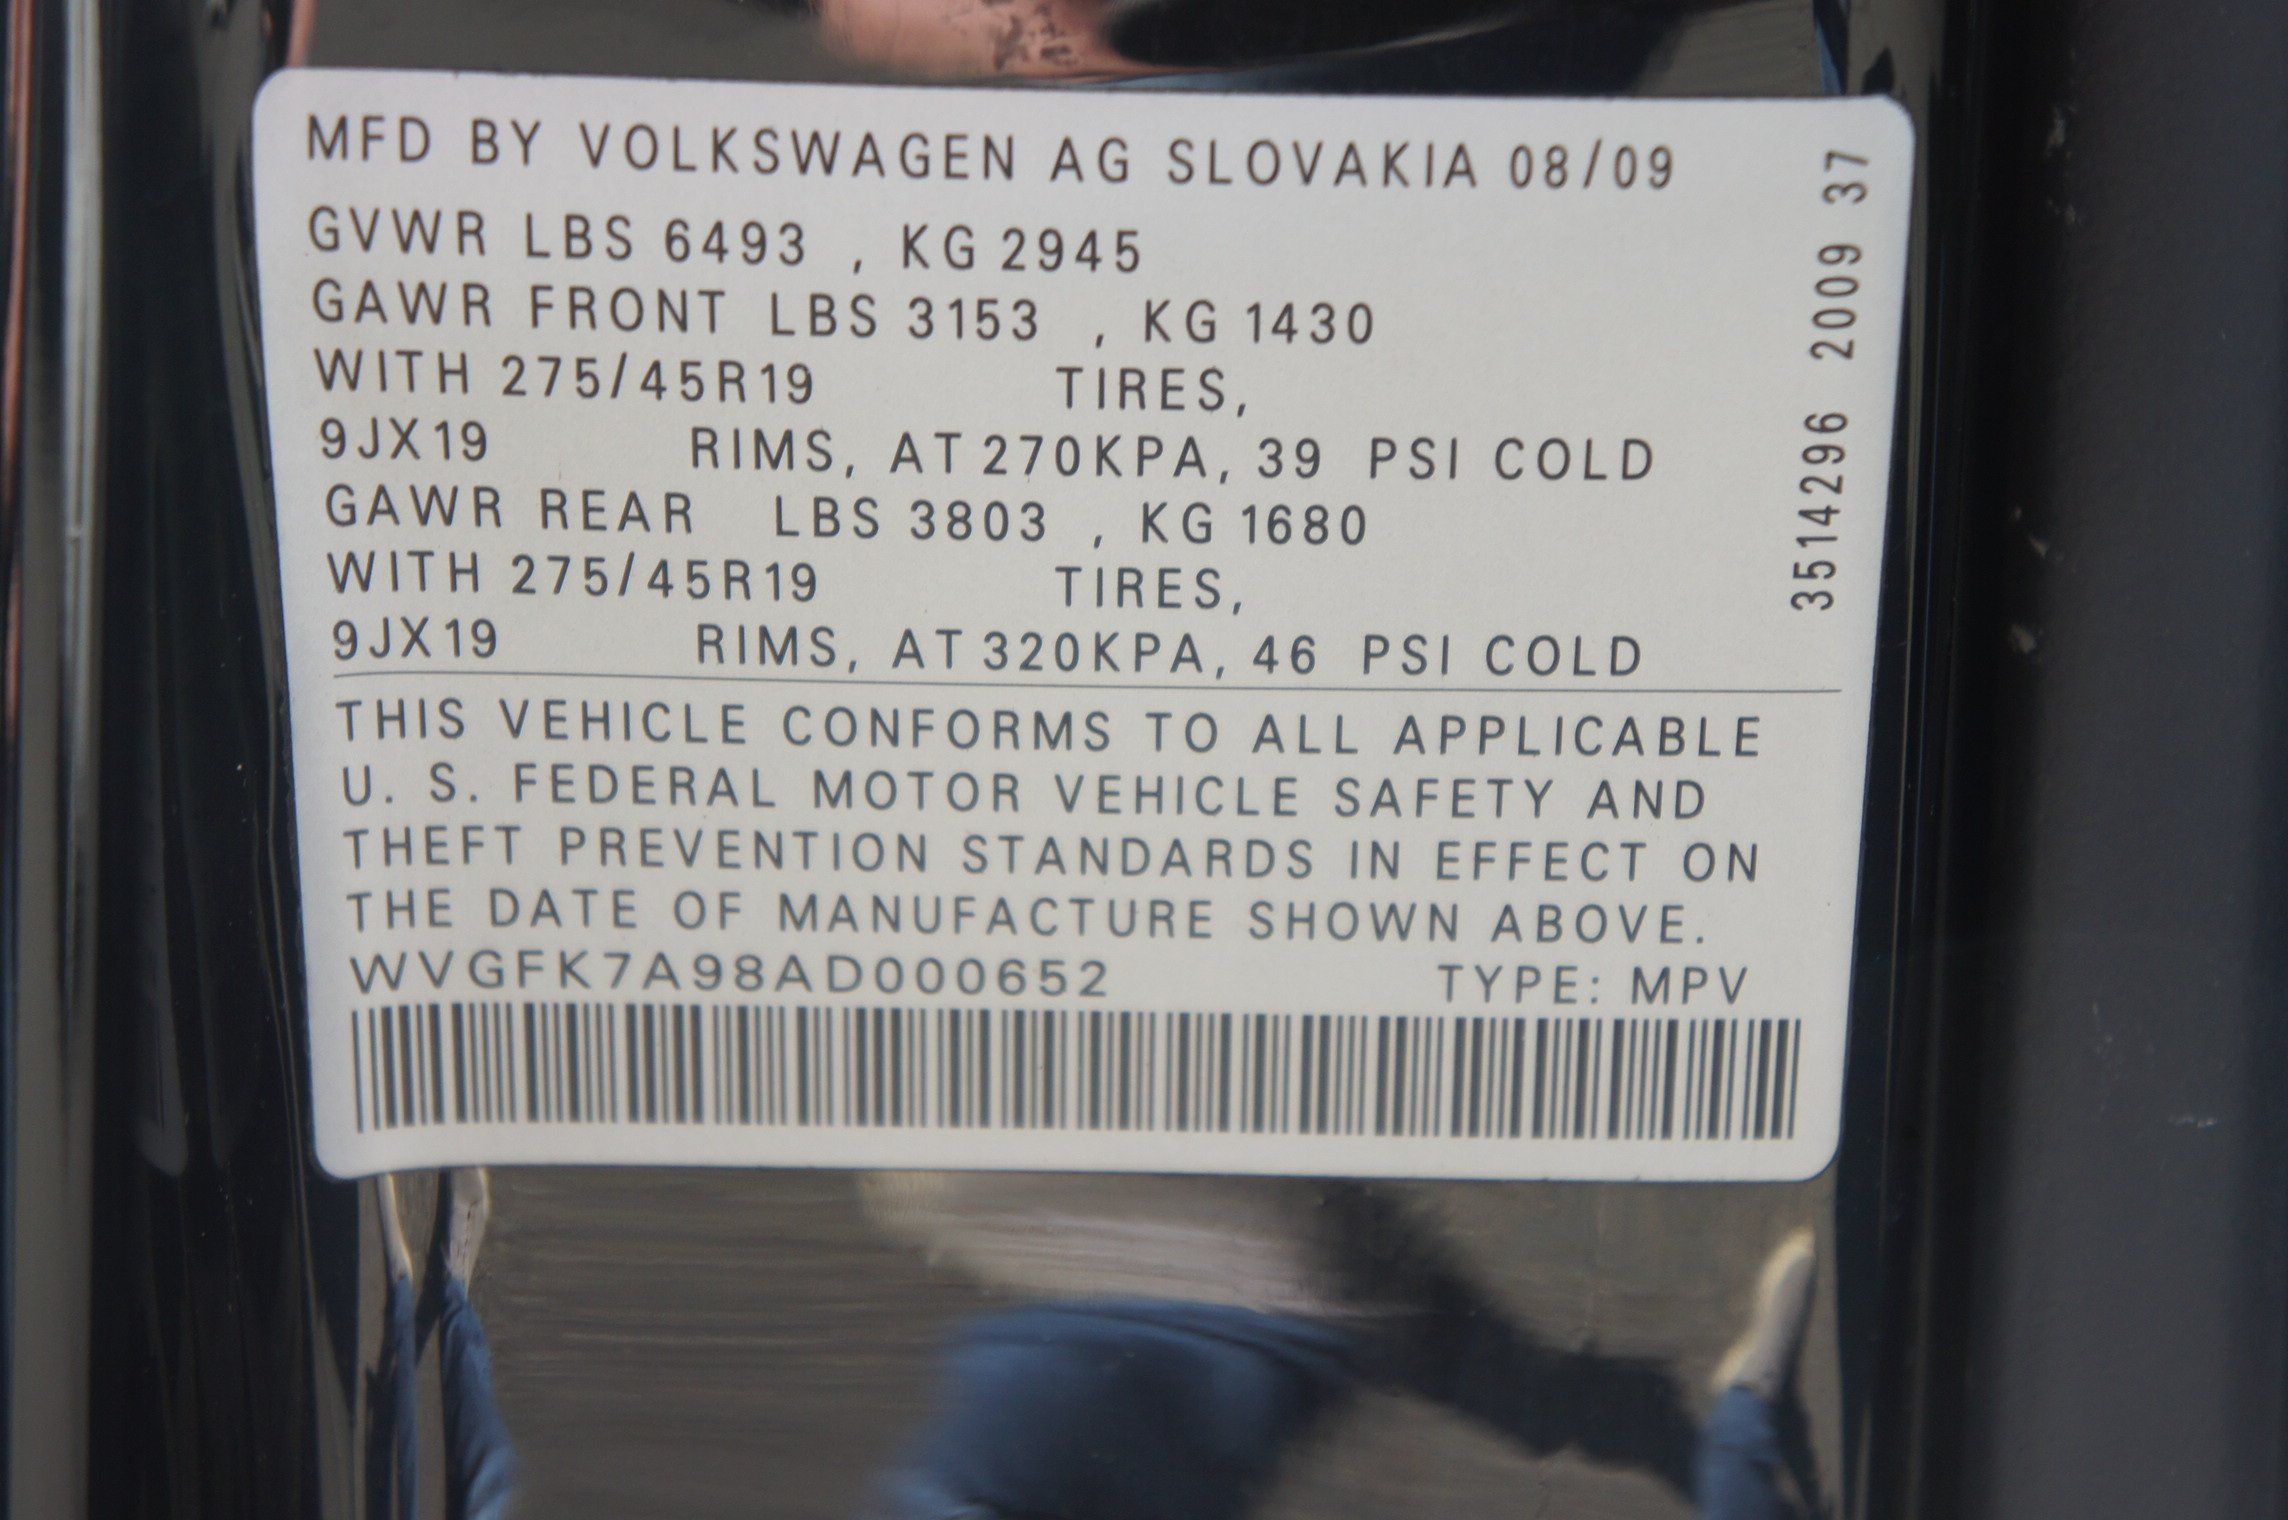 MFD BY VOLKSWAGEN AG SLOVAKIA 08/09
GVWR LBS 6493 , KG 2945
GAWR FRONT LBS 3153 , KG 1430
WITH 275/45R19 TIRES,
9JX19 RIMS, AT 270KPA, 39 PSI COLD
GAWR REAR LBS 3803 , KG 1680
WITH 275/45R19 TIRES,
9JX19 RIMS, AT 320KPA, 46 PSI COLD
THIS VEHICLE CONFORMS TO ALL APPLICABLE
U. S. FEDERAL MOTOR VEHICLE SAFETY AND
THEFT PREVENTION STANDARDS IN EFFECT ON
THE DATE OF MANUFACTURE SHOWN ABOVE.
WVGFK7A98AD000652 TYPE: MPV
3514296 2009 37